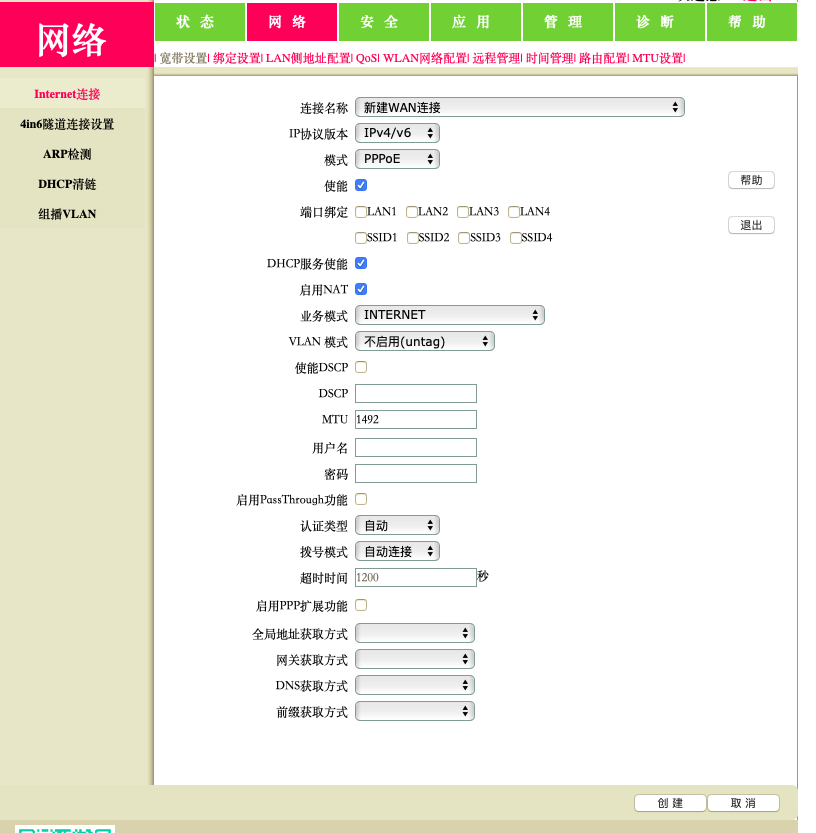 网络
状 态 网 络 安 全 应 用 管 理 诊 断 帮 助
宽带设置| 绑定设置| LAN侧地址配置| QoS| WLAN网络配置| 远程管理| 时间管理| 路由配置| MTU设置|
Internet连接
4in6隧道连接设置
ARP检测
DHCP清链
组播VLAN
连接名称 新建WAN连接
IP协议版本 IPv4/v6
模式 PPPoE
使能
帮助
端口绑定 LAN1 LAN2 LAN3 LAN4
退出
SSID1 SSID2 SSID3 SSID4
DHCP服务使能
启用NAT
业务模式 INTERNET
VLAN 模式 不启用(untag)
使能DSCP
DSCP
MTU 1492
用户名
密码
启用PassThrough功能
认证类型 自动
拨号模式 自动连接
超时时间 1200 秒
启用PPP扩展功能
全局地址获取方式
网关获取方式
DNS获取方式
前缀获取方式
创 建 取 消